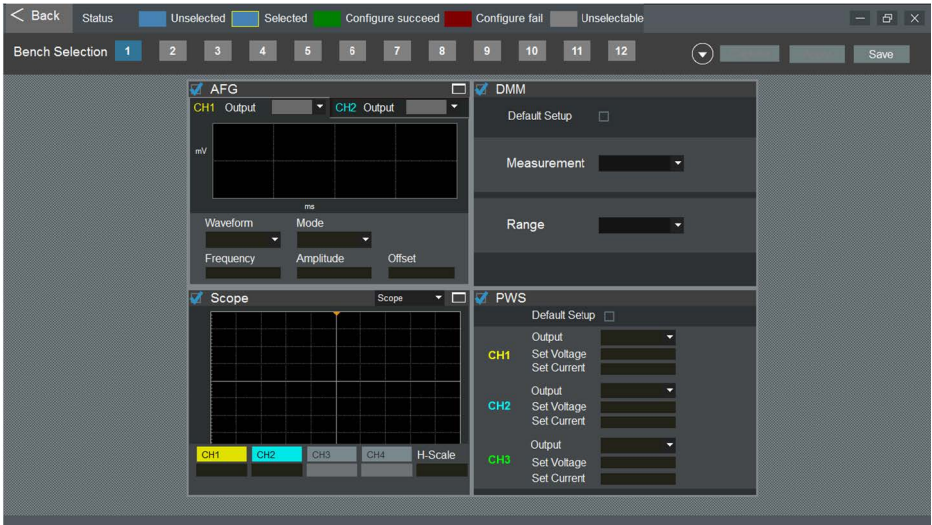 < Back Status Unselected Selected Configure succeed Configure fail Unselectable
Bench Selection 1 2 3 4 5 6 7 8 9 10 11 12 Save
AFG
CH1 Output CH2 Output
mV
ms
Waveform Mode
Frequency Amplitude Offset
DMM
Default Setup
Measurement
Range
Scope Scope
CH1 CH2 CH3 CH4 H-Scale
PWS
Default Setup
Output
CH1 Set Voltage
Set Current
Output
CH2 Set Voltage
Set Current
Output
CH3 Set Voltage
Set Current